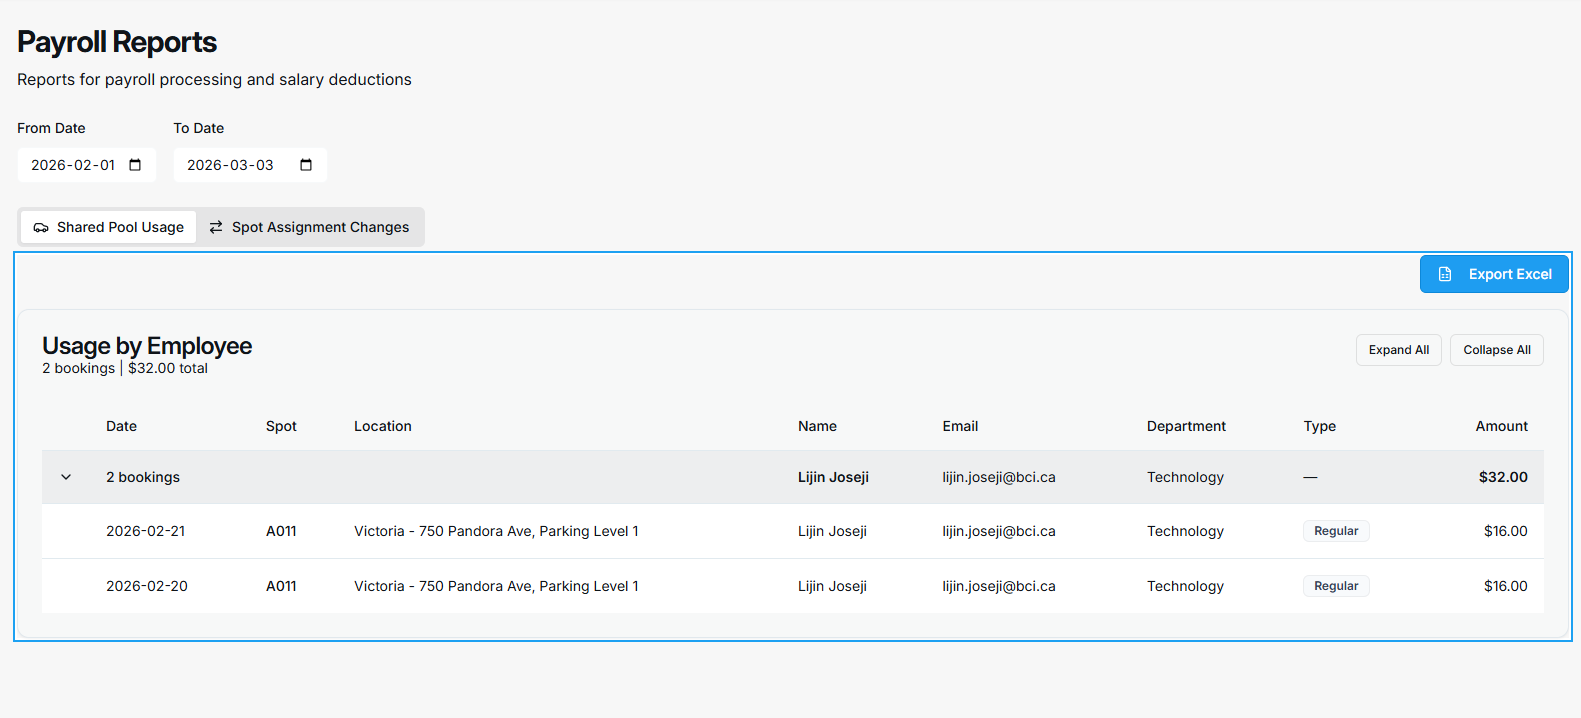 Payroll Reports
Reports for payroll processing and salary deductions
From Date To Date
2026-02-01 2026-03-03
Shared Pool Usage Spot Assignment Changes
Export Excel
Usage by Employee
2 bookings | $32.00 total
Expand All Collapse All
Date Spot Location Name Email Department Type Amount
2 bookings Lijin Joseji lijin.joseji@bci.ca Technology — $32.00
2026-02-21 A011 Victoria - 750 Pandora Ave, Parking Level 1 Lijin Joseji lijin.joseji@bci.ca Technology Regular $16.00
2026-02-20 A011 Victoria - 750 Pandora Ave, Parking Level 1 Lijin Joseji lijin.joseji@bci.ca Technology Regular $16.00